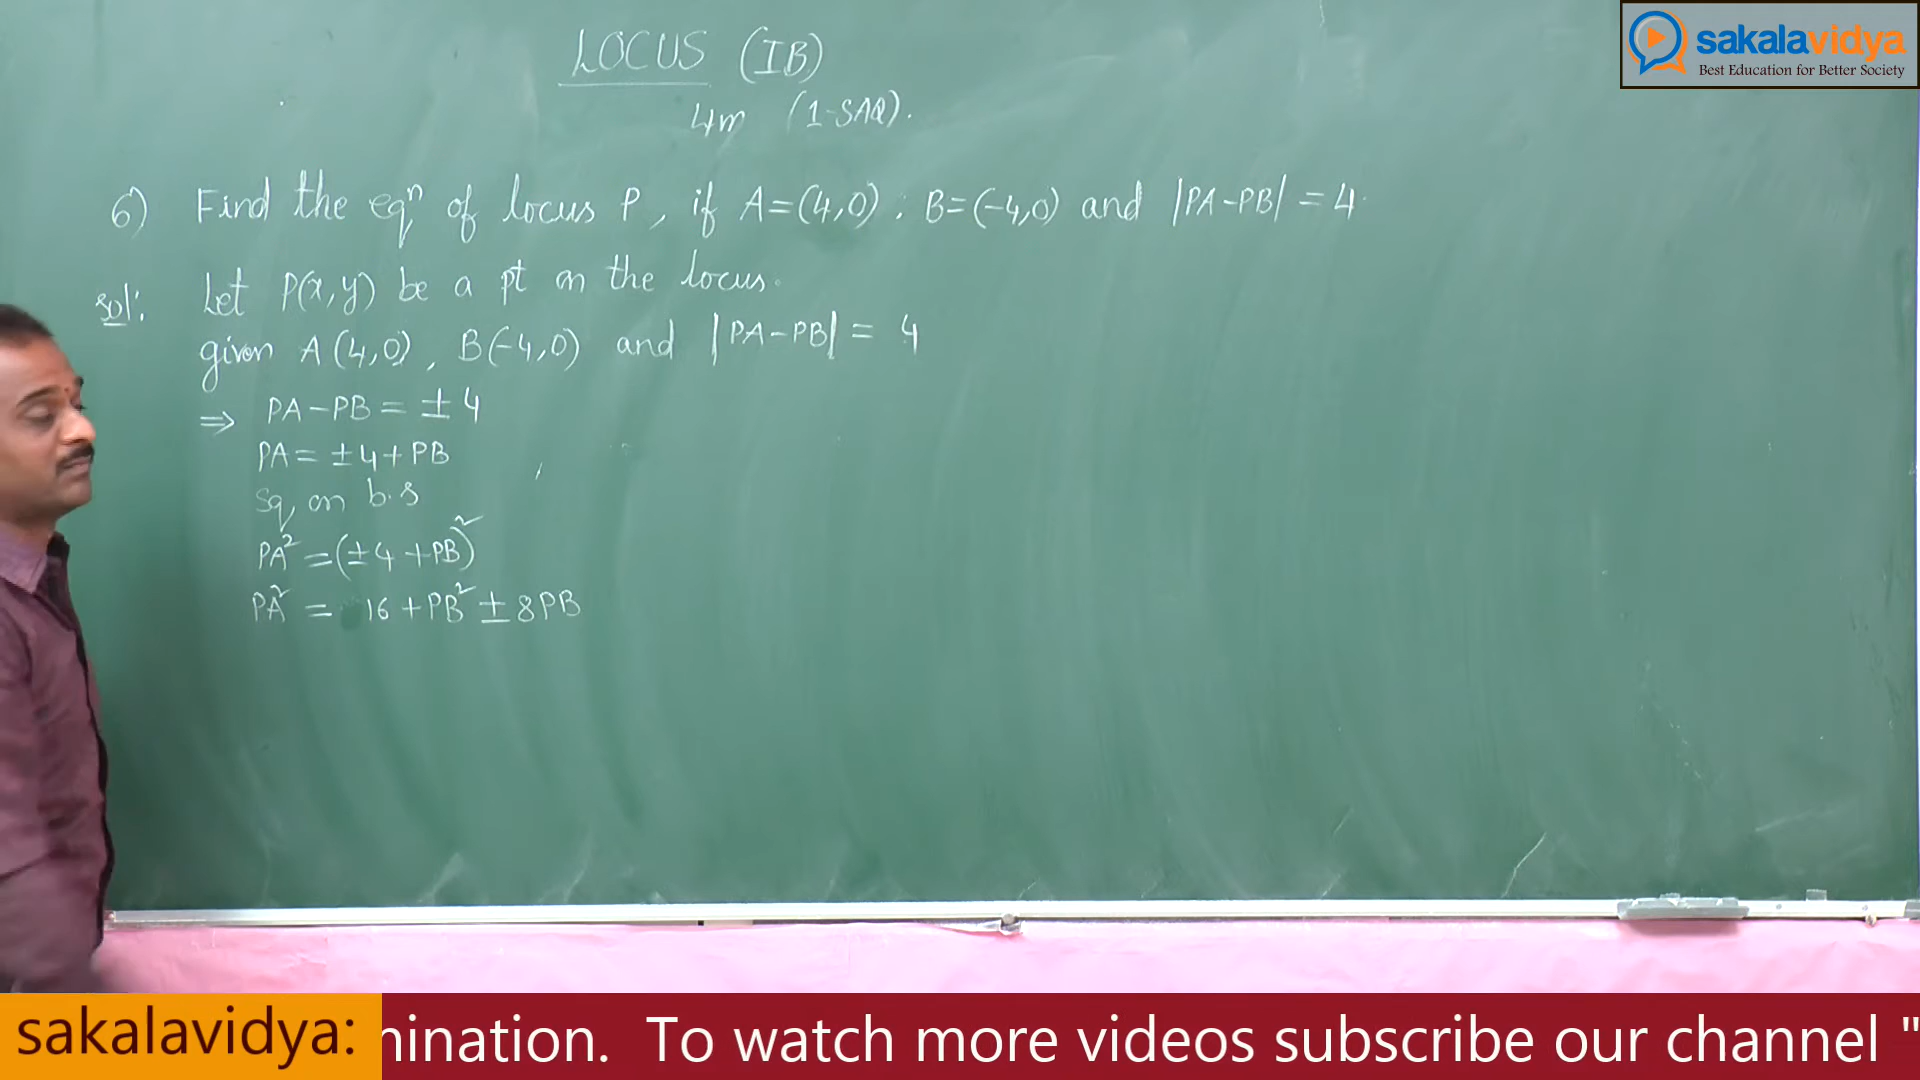 LOCUS (IB)
4m (1-SAQ).
6) Find the eqⁿ of locus P, if A=(4,0), B=(-4,0) and |PA-PB| = 4.
sol: Let P(x,y) be a pt on the locus.
given A(4,0), B(-4,0) and |PA-PB| = 4
⇒ PA-PB = ±4
PA = ±4+PB
Sq on b.s
PA² = (±4+PB)²
PA² = 16+PB² ±8PB
sakalavidya
Best Education for Better Society
sakalavidya: mination. To watch more videos subscribe our channel "